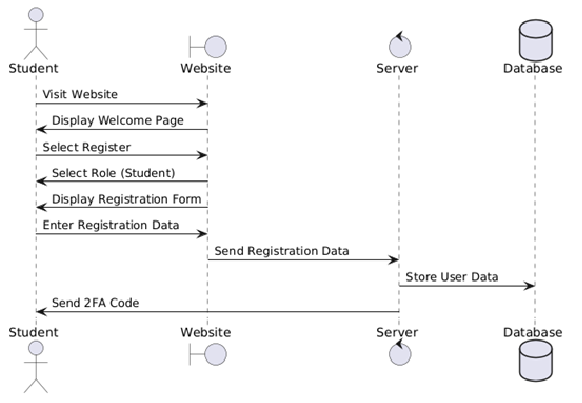 Student Website Server Database
Visit Website
Display Welcome Page
Select Register
Select Role (Student)
Display Registration Form
Enter Registration Data
Send Registration Data
Store User Data
Send 2FA Code
Student Website Server Database